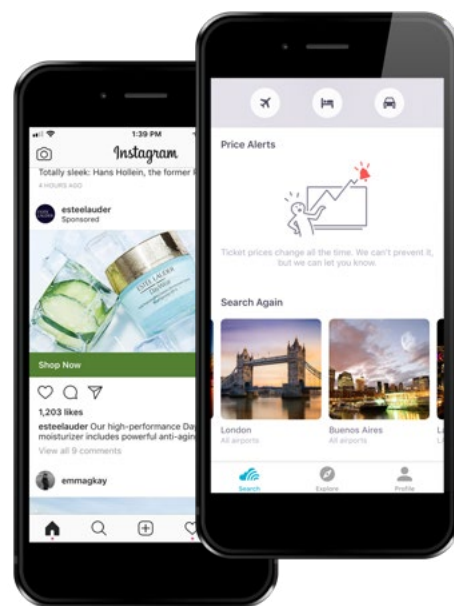 1:39 PM
Instagram
Totally sleek: Hans Hollein, the former
4 HOURS AGO
esteelauder
Sponsored
ESTEE LAUDER
DayWear
Shop Now
1,203 likes
esteelauder Our high-performance Day
moisturizer includes powerful anti-aging
View all 9 comments
emmagkay
Price Alerts
Ticket prices change all the time. We can't prevent it,
but we can let you know.
Search Again
London
All airports
Buenos Aires
All airports
Search
Explore
Profile